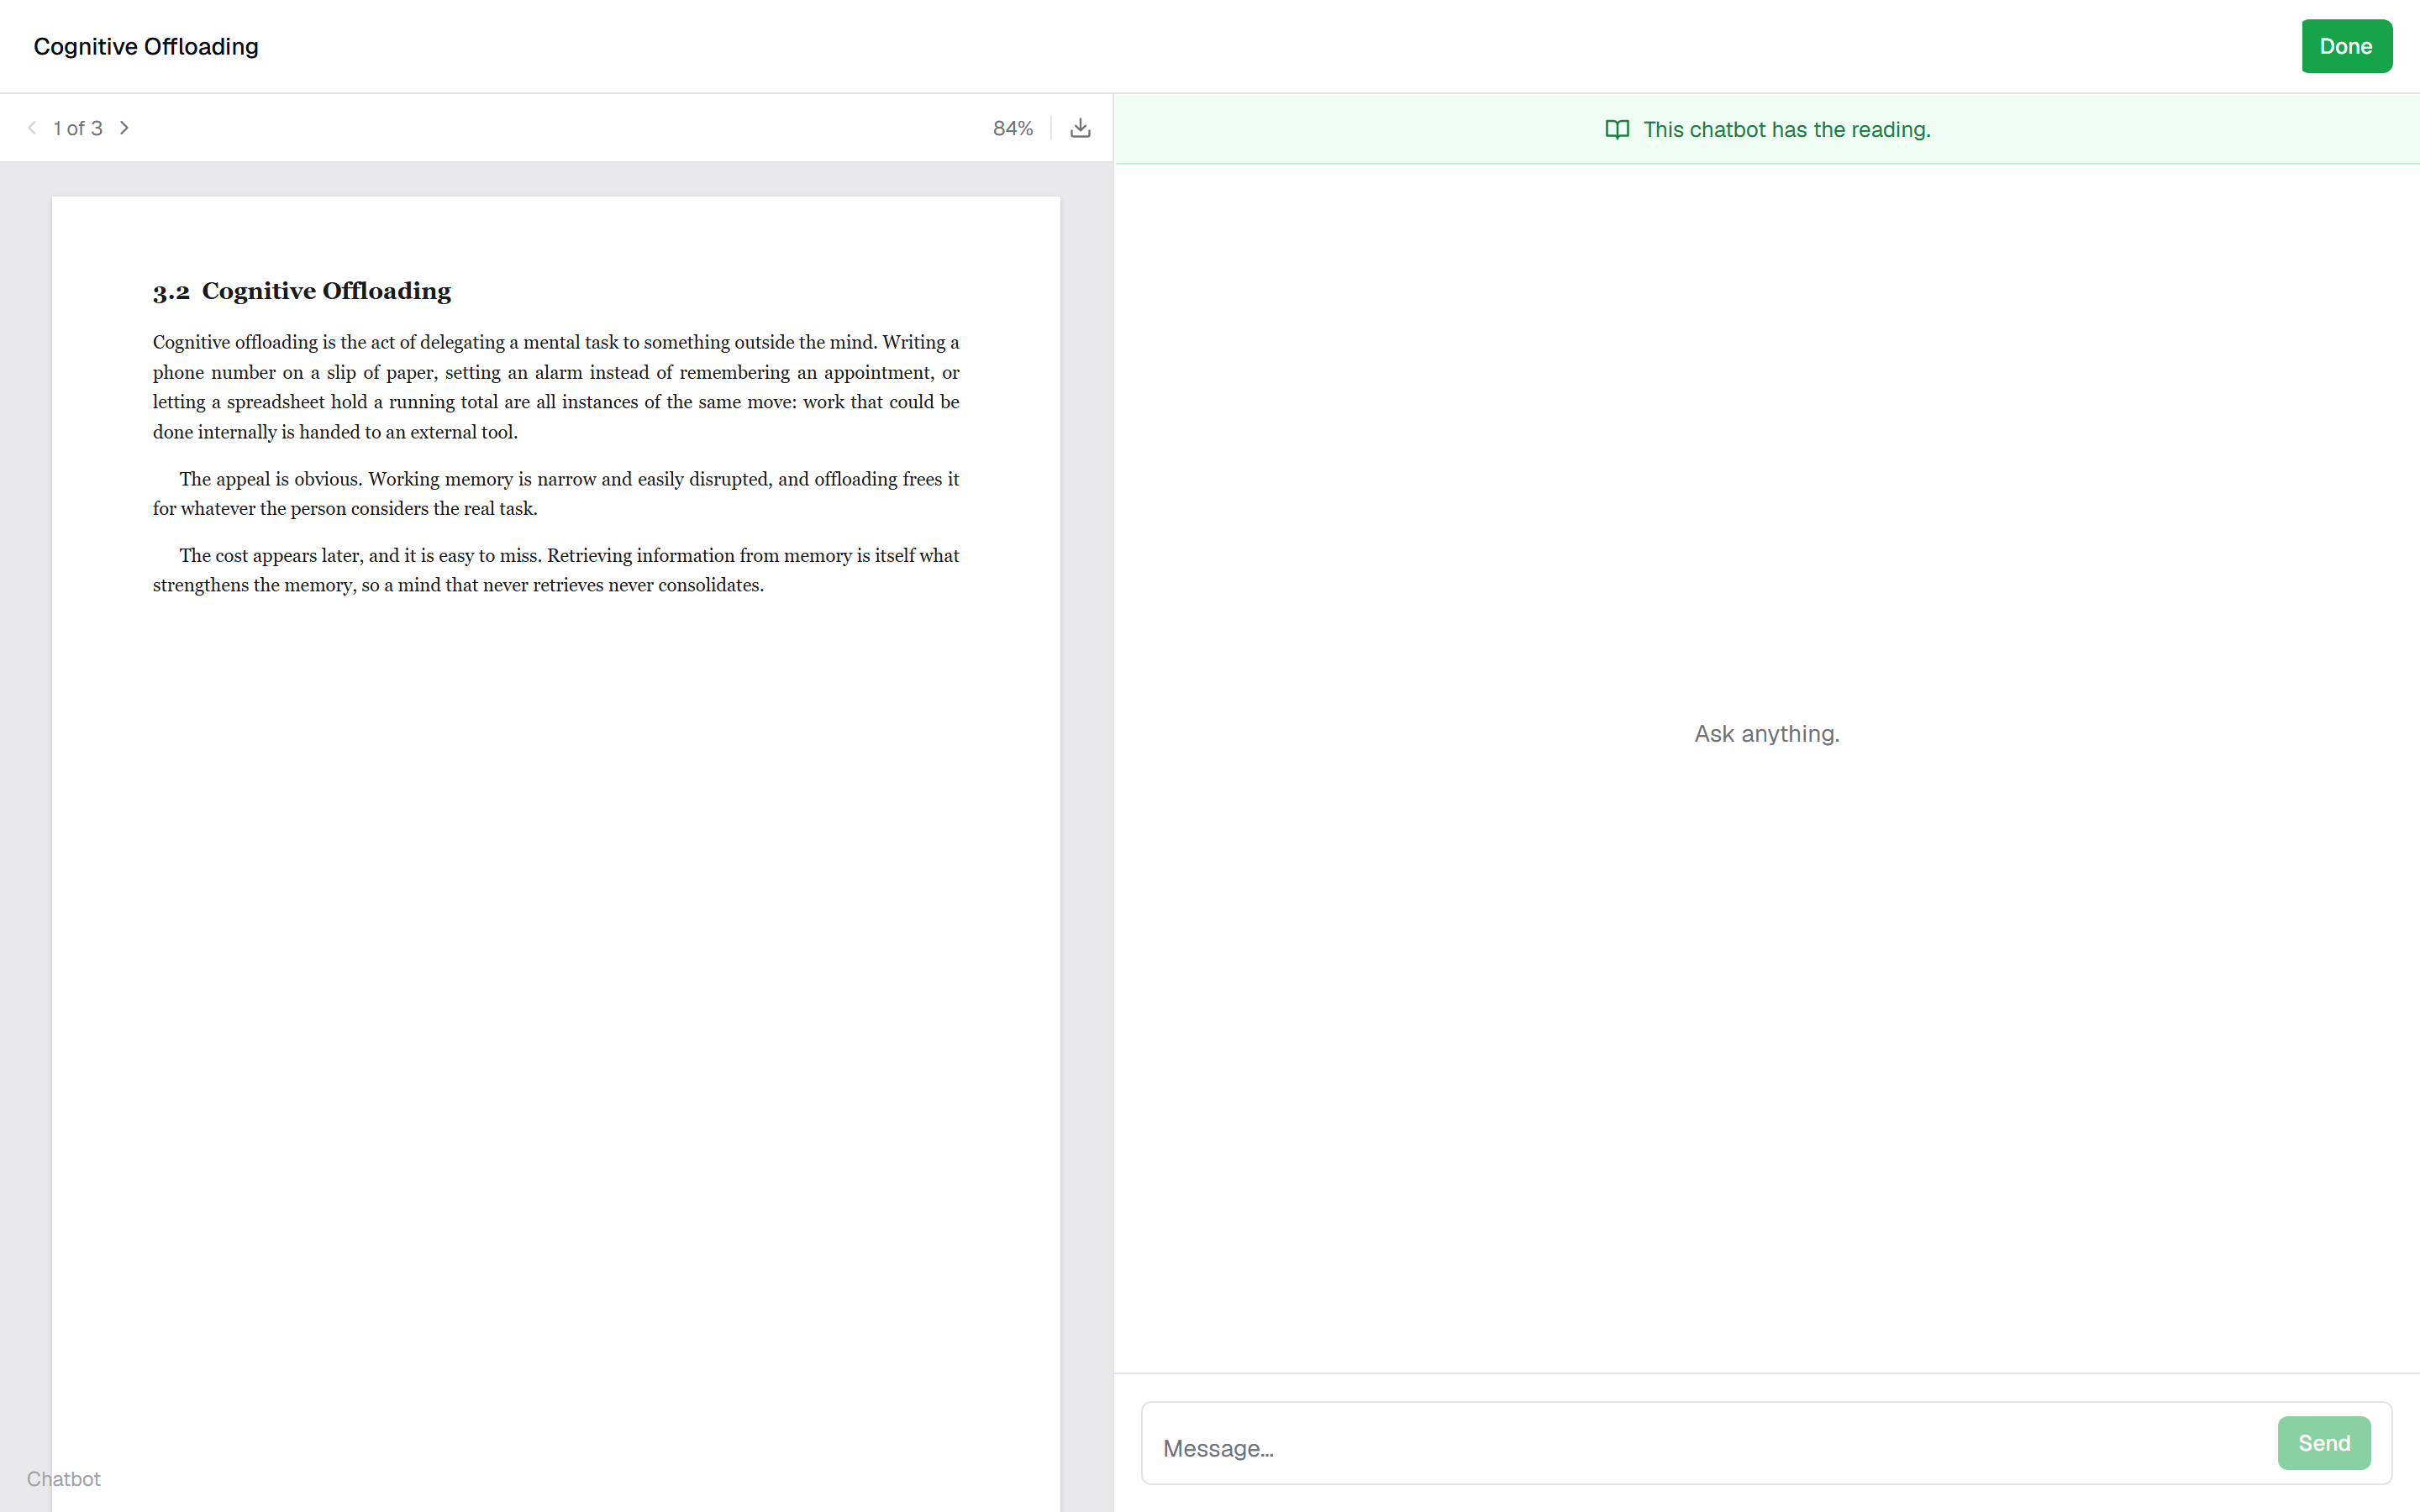 Cognitive Offloading
Done
1 of 3
84%
This chatbot has the reading.
3.2 Cognitive Offloading
Cognitive offloading is the act of delegating a mental task to something outside the mind. Writing a
phone number on a slip of paper, setting an alarm instead of remembering an appointment, or
letting a spreadsheet hold a running total are all instances of the same move: work that could be
done internally is handed to an external tool.
The appeal is obvious. Working memory is narrow and easily disrupted, and offloading frees it
for whatever the person considers the real task.
The cost appears later, and it is easy to miss. Retrieving information from memory is itself what
strengthens the memory, so a mind that never retrieves never consolidates.
Ask anything.
Message...
Send
Chatbot